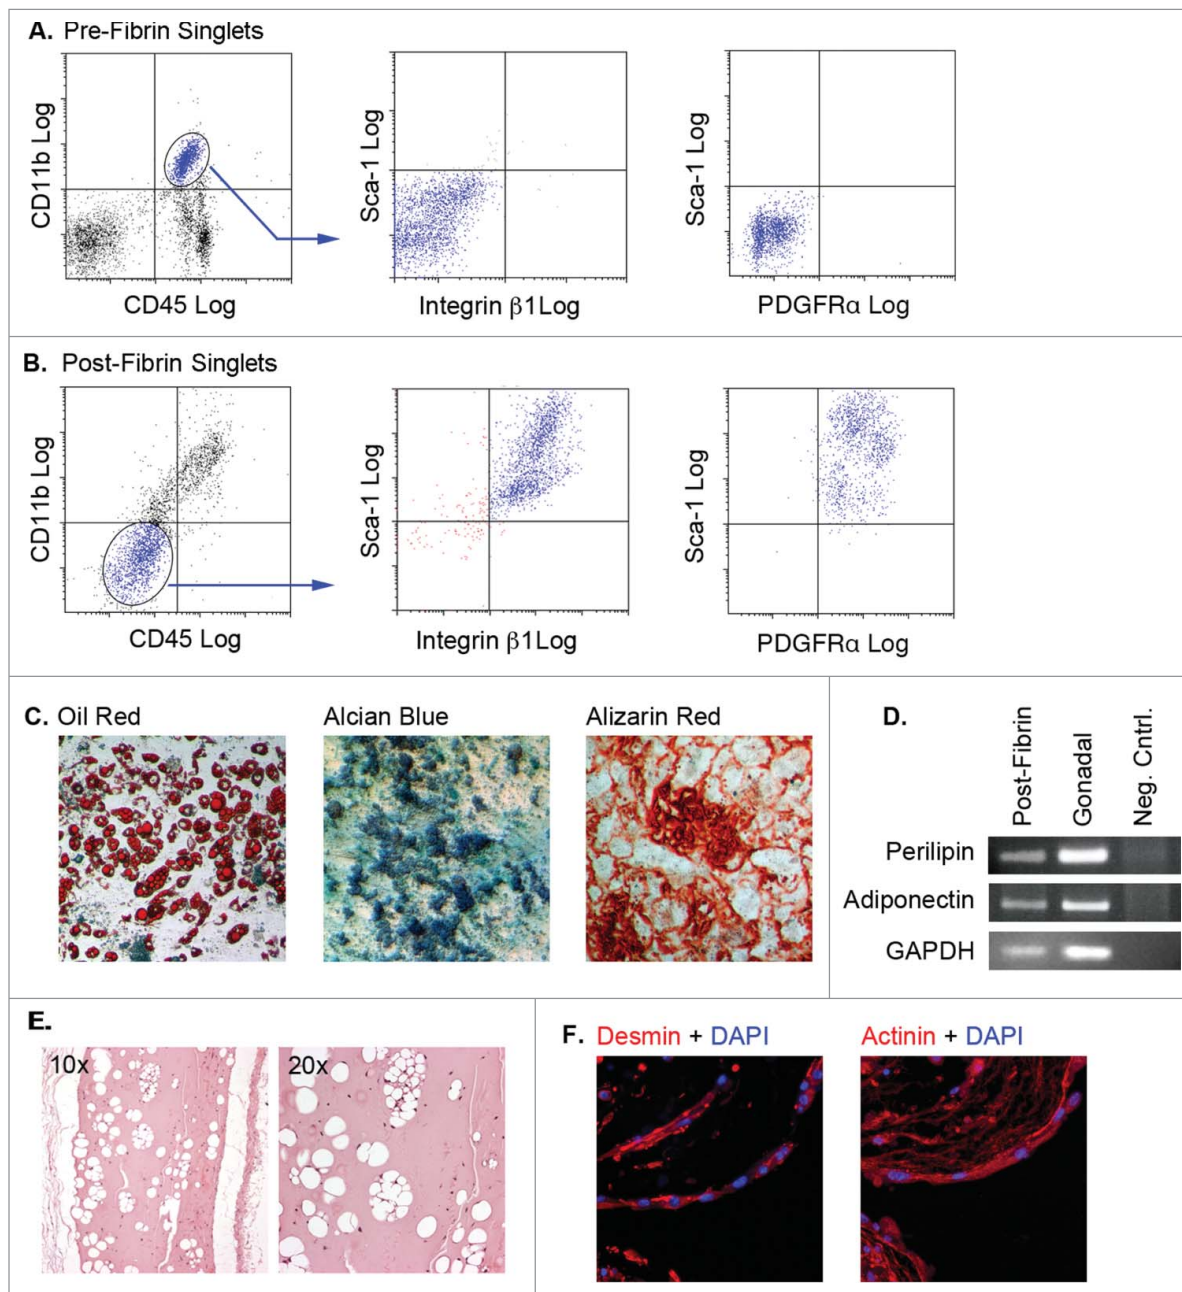 A. Pre-Fibrin Singlets
CD11b Log
CD45 Log
Sca-1 Log
Integrin β1Log
Sca-1 Log
PDGFRα Log
B. Post-Fibrin Singlets
CD11b Log
CD45 Log
Sca-1 Log
Integrin β1Log
Sca-1 Log
PDGFRα Log
C. Oil Red
Alcian Blue
Alizarin Red
D.
Post-Fibrin
Gonadal
Neg. Cntrl.
Perilipin
Adiponectin
GAPDH
E.
10x
20x
F. Desmin + DAPI
Actinin + DAPI